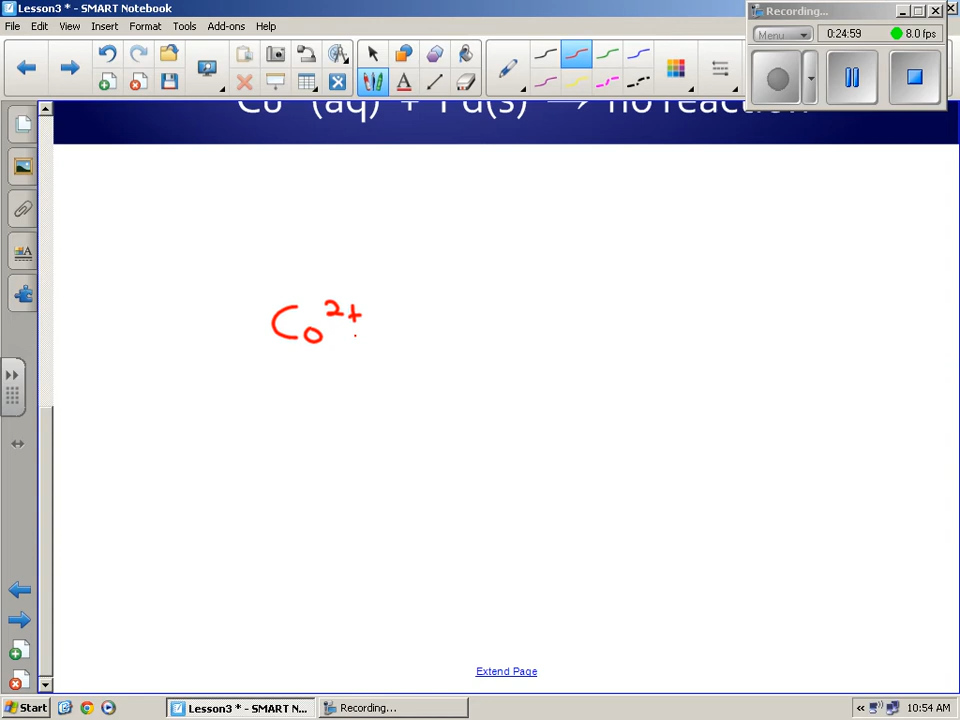 Lesson3 * - SMART Notebook
Recording...
File Edit View Insert Format Tools Add-ons Help
Menu 0:24:59 8.0 fps
(aq) + (s) → no reaction
Co²⁺
Extend Page
Start Lesson3 * - SMART N... Recording... « 10:54 AM